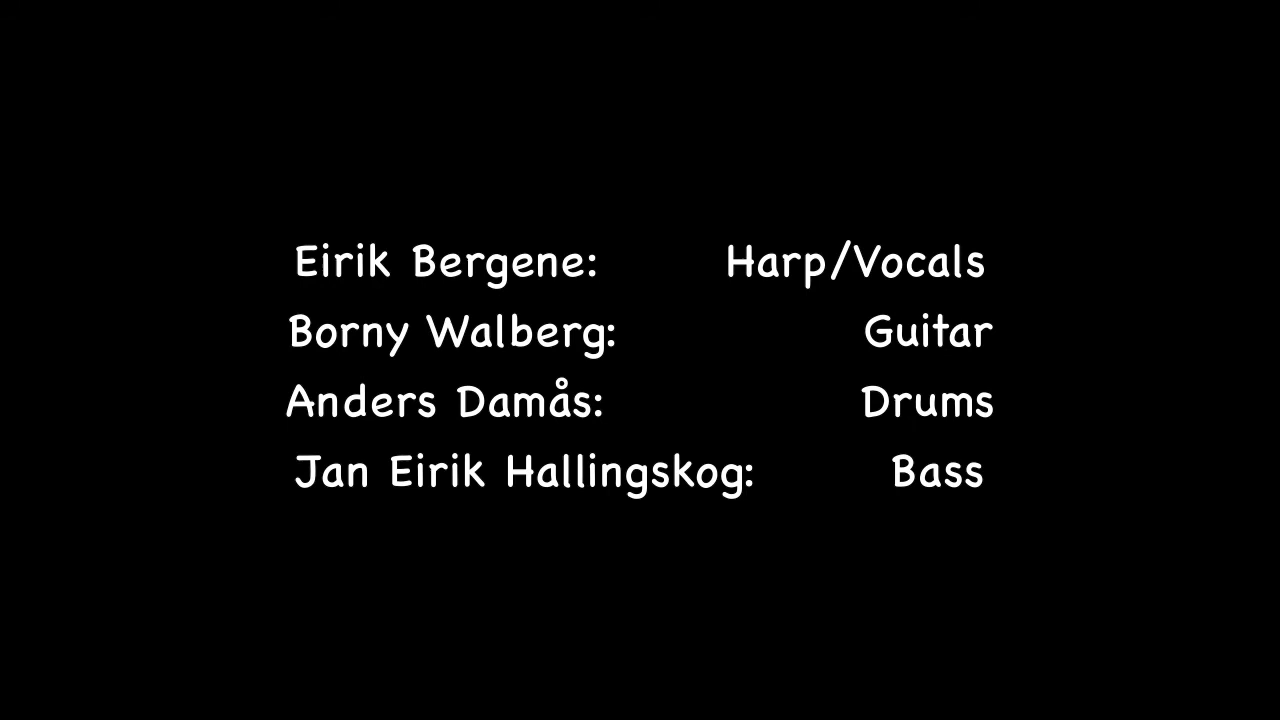 Eirik Bergene: Harp/Vocals
Borny Walberg: Guitar
Anders Damås: Drums
Jan Eirik Hallingskog: Bass